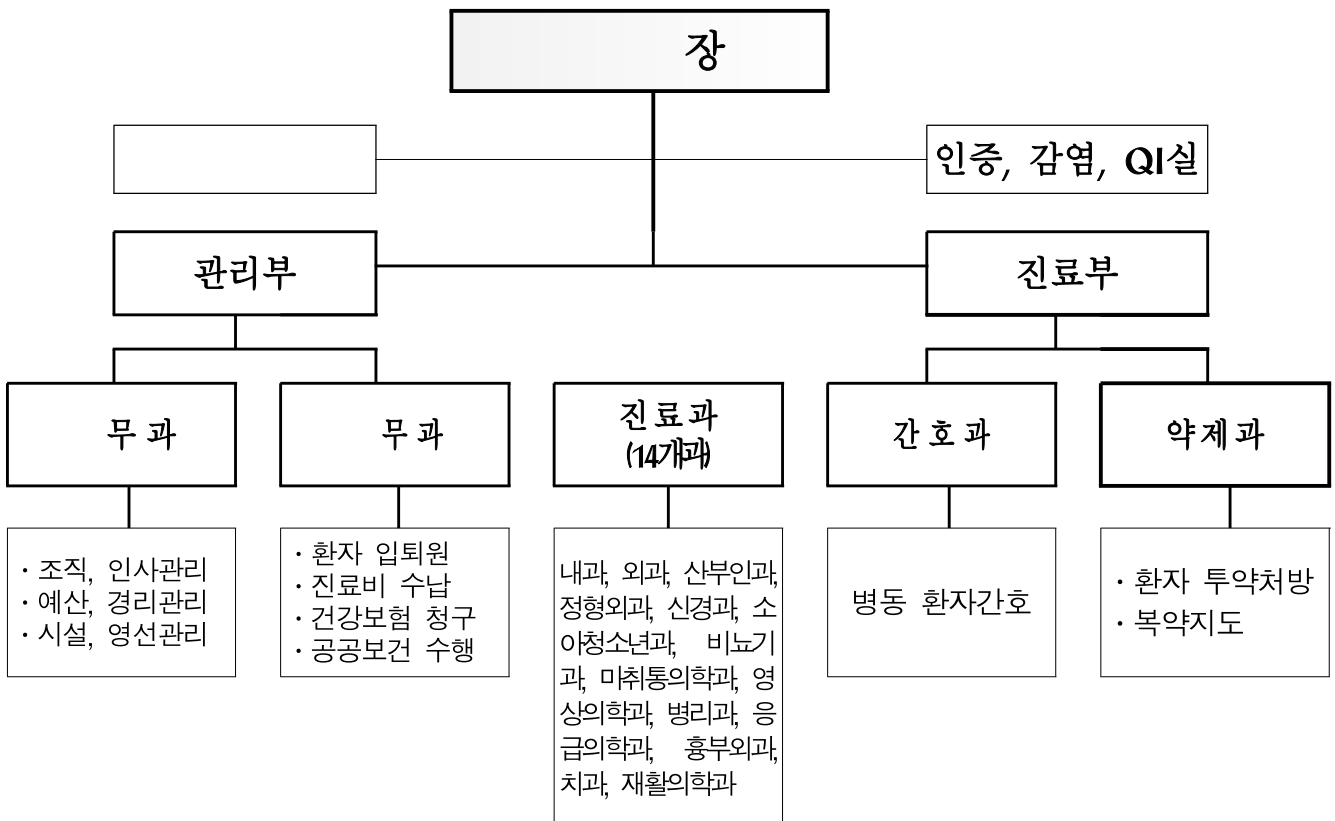 장
인증, 감염, QI실
관리부
진료부
무 과
무 과
진 료 과
(14개과)
간 호 과
약 제 과
· 조직, 인사관리
· 예산, 경리관리
· 시설, 영선관리
· 환자 입퇴원
· 진료비 수납
· 건강보험 청구
· 공공보건 수행
내과, 외과, 산부인과,
정형외과, 신경과, 소
아청소년과, 비뇨기
과, 마취통의학과, 영
상의학과, 병리과, 응
급의학과, 흉부외과,
치과, 재활의학과
병동 환자간호
· 환자 투약처방
· 복약지도